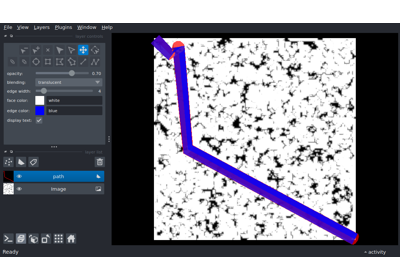 File View Layers Plugins Window Help
opacity: 0.70
blending: translucent
edge width:
face color: white
edge color: blue
display text:
path
Image
Ready
activity